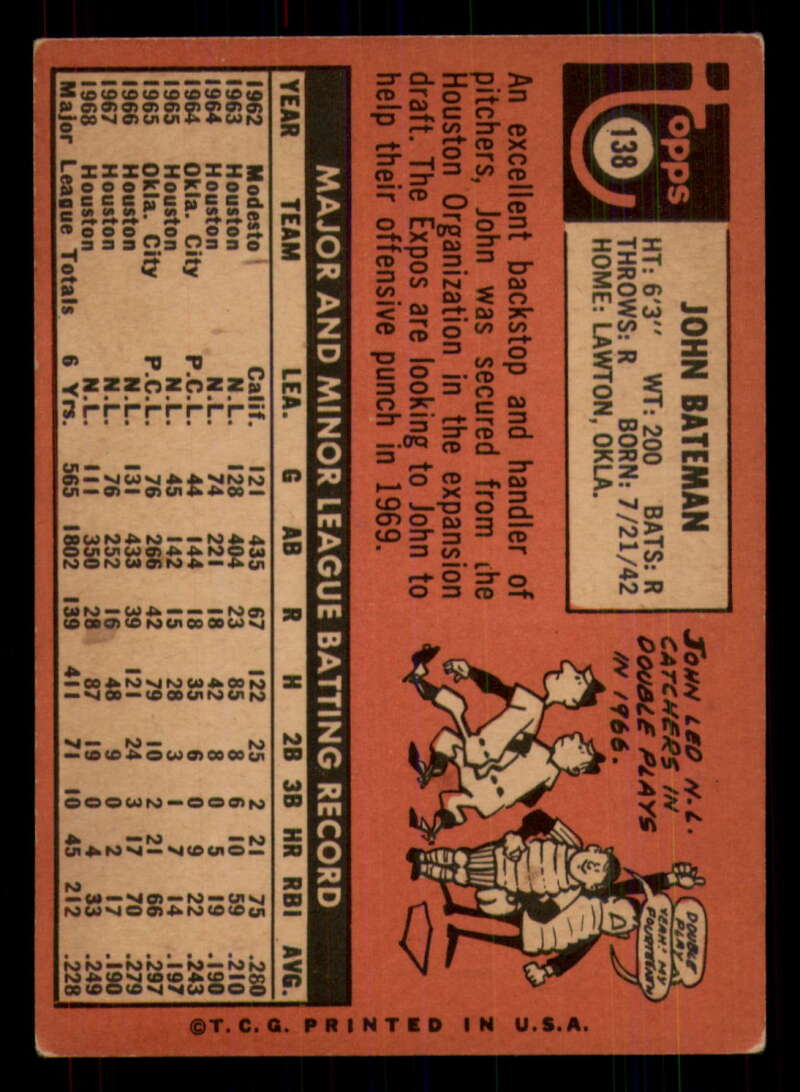 Topps
138
JOHN BATEMAN
HT: 6'3" WT: 200 BATS: R
THROWS: R BORN: 7/21/42
HOME: LAWTON, OKLA.
An excellent backstop and handler of
pitchers, John was secured from the
Houston Organization in the expansion
draft. The Expos are looking to John to
help their offensive punch in 1969.
JOHN LED N.L.
CATCHERS IN
DOUBLE PLAYS
IN 1966.
DOUBLE
PLAY
YEAH! MY
FOURTEENTH
MAJOR AND MINOR LEAGUE BATTING RECORD
YEAR TEAM LEA. G AB R H 2B 3B HR RBI AVG.
1962 Modesto Calif. 121 435 67 122 25 2 21 75 .280
1963 Houston N.L. 128 404 23 85 8 6 10 59 .210
1964 Houston N.L. 74 221 18 42 8 0 5 19 .190
1964 Okla. City P.C.L. 44 144 18 35 6 0 9 22 .243
1965 Houston N.L. 45 142 15 28 3 1 7 14 .197
1965 Okla. City P.C.L. 76 266 42 79 10 2 21 66 .297
1966 Houston N.L. 131 433 39 121 24 3 17 70 .279
1967 Houston N.L. 76 252 16 48 9 0 2 17 .190
1968 Houston N.L. 111 350 28 87 19 0 4 33 .249
Major League Totals 6 Yrs. 565 1802 139 411 71 10 45 212 .228
©T.C.G. PRINTED IN U.S.A.